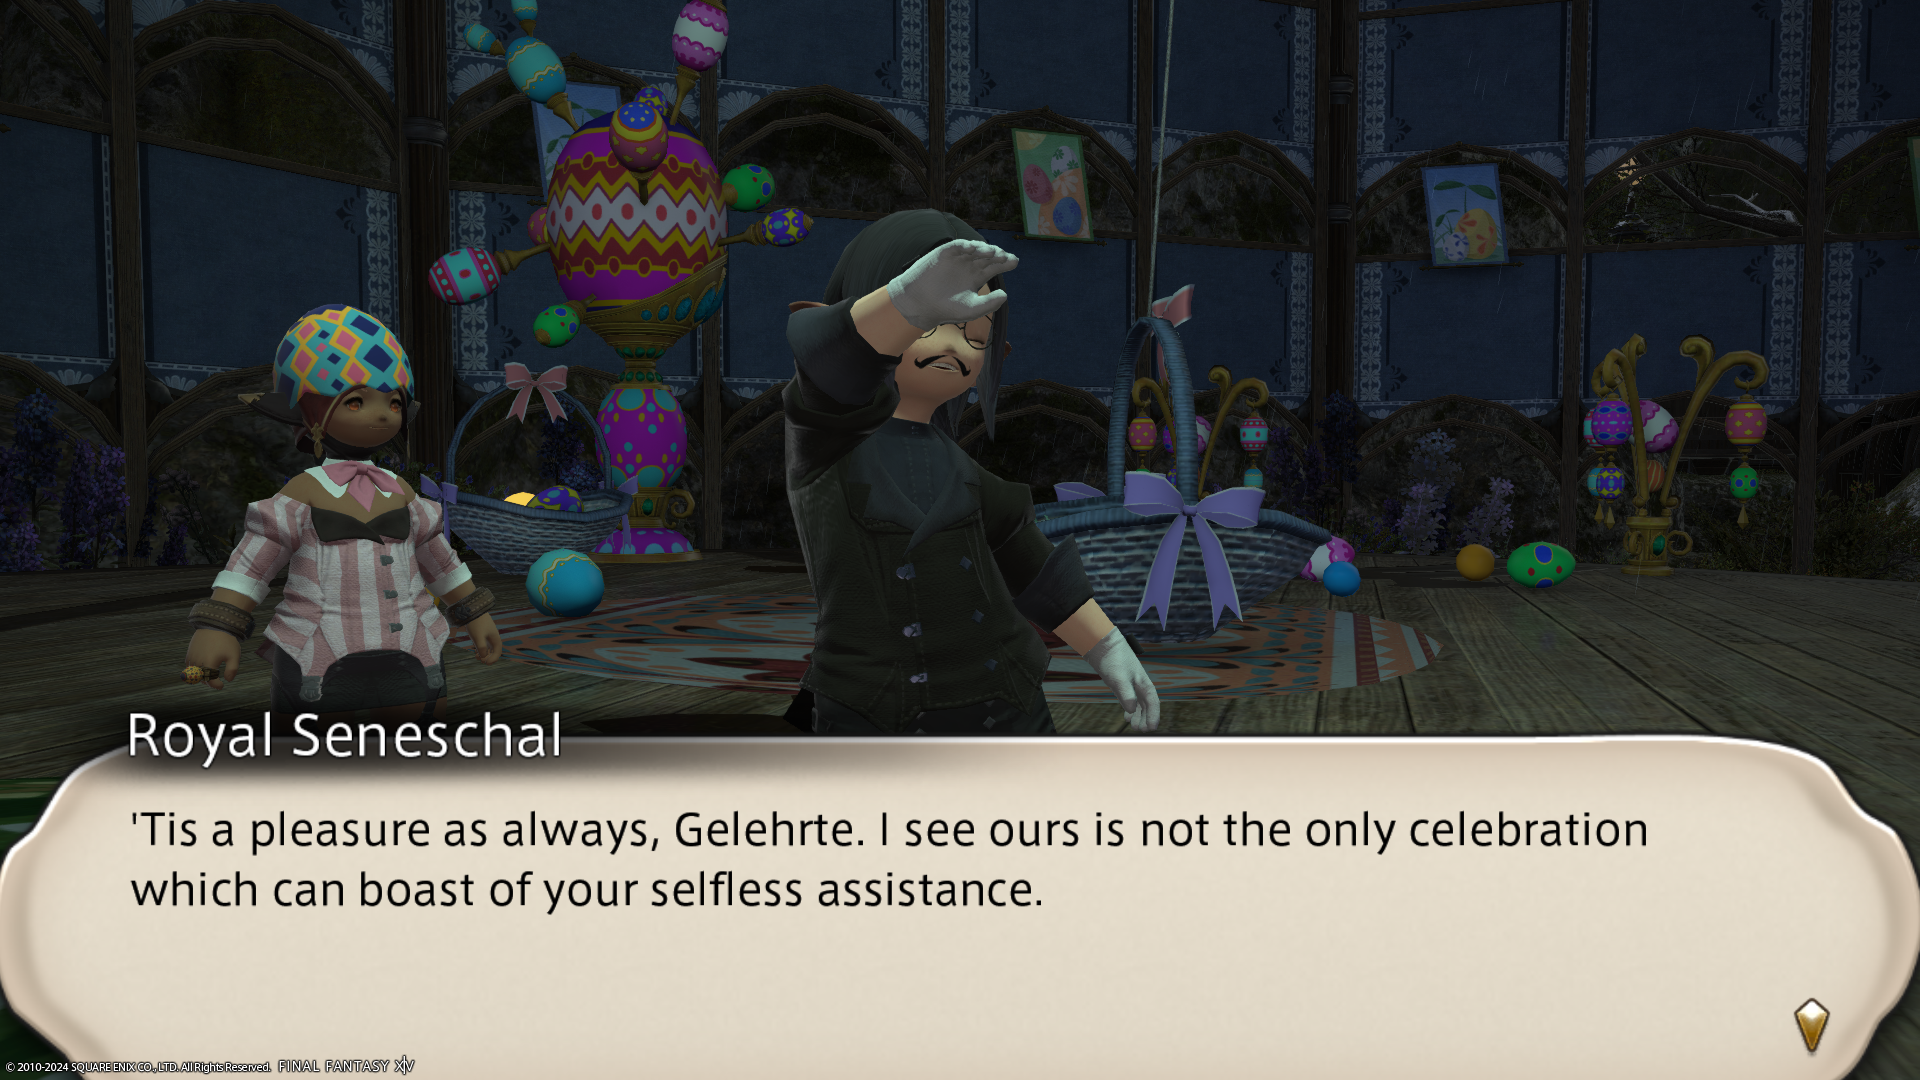 Royal Seneschal
'Tis a pleasure as always, Gelehrte. I see ours is not the only celebration
which can boast of your selfless assistance.
© 2010-2024 SQUARE ENIX CO., LTD. All Rights Reserved. FINAL FANTASY XIV